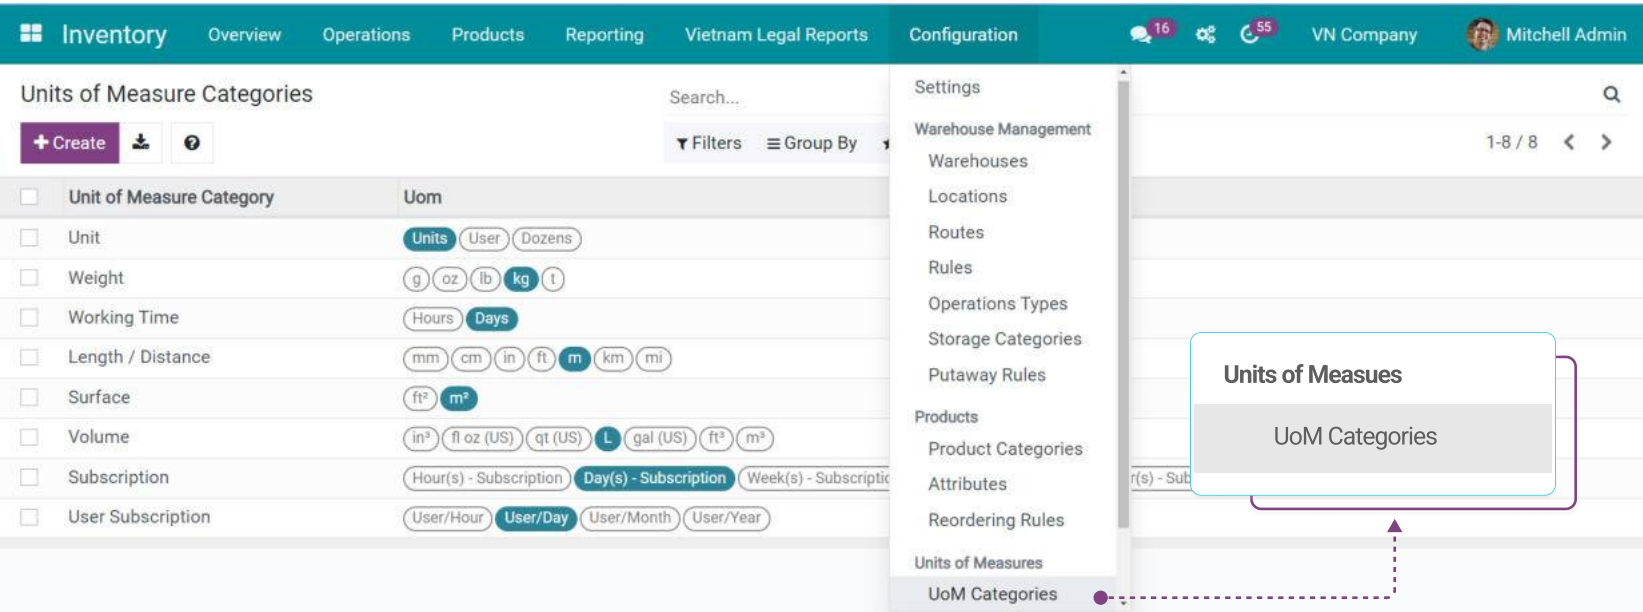 Inventory Overview Operations Products Reporting Vietnam Legal Reports Configuration 16 55 VN Company Mitchell Admin
Units of Measure Categories
Search...
+ Create
Filters Group By
1-8 / 8
Unit of Measure Category Uom
Unit Units User Dozens
Weight g oz lb kg t
Working Time Hours Days
Length / Distance mm cm in ft m km mi
Surface ft² m²
Volume in³ fl oz (US) qt (US) L gal (US) ft³ m³
Subscription Hour(s) - Subscription Day(s) - Subscription Week(s) - Subscriptic r(s) - Sub
User Subscription User/Hour User/Day User/Month User/Year
Settings
Warehouse Management
Warehouses
Locations
Routes
Rules
Operations Types
Storage Categories
Putaway Rules
Products
Product Categories
Attributes
Reordering Rules
Units of Measures
UoM Categories
Units of Measues
UoM Categories